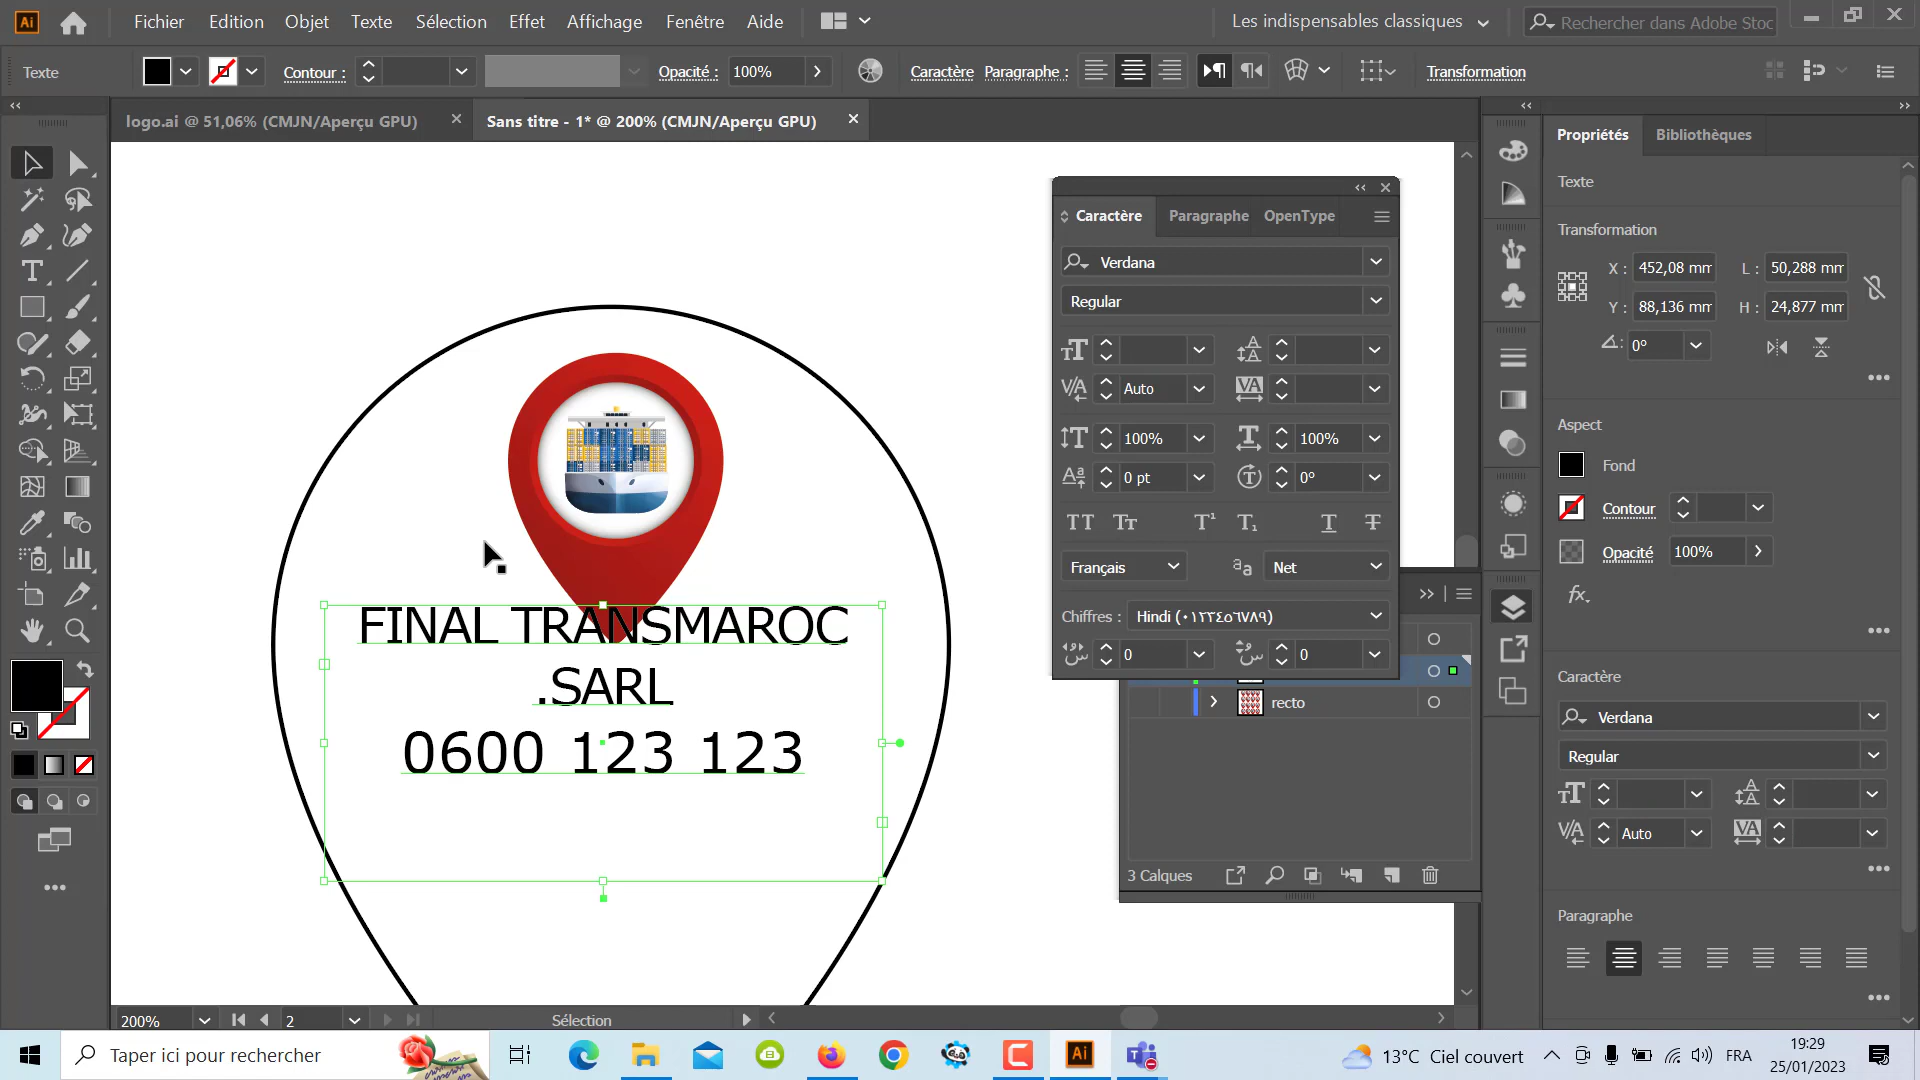 Fichier Edition Objet Texte Sélection Effet Affichage Fenêtre Aide Les indispensables classiques Rechercher dans Adobe Stoc
Texte Contour : Opacité : 100% Caractère Paragraphe : Transformation
logo.ai @ 51,06% (CMJN/Aperçu GPU) Sans titre - 1* @ 200% (CMJN/Aperçu GPU)
FINAL TRANSMAROC
.SARL
0600 123 123
Caractère Paragraphe OpenType
Verdana
Regular
Auto
100% 100%
0 pt 0°
Français Net
Chiffres : Hindi (٠١٢٣٤٥٦٧٨٩)
0 0
recto
3 Calques
Propriétés Bibliothèques
Texte
Transformation
X : 452,08 mm L : 50,288 mm
Y : 88,136 mm H : 24,877 mm
0°
Aspect
Fond
Contour
Opacité 100%
fx.
Caractère
Verdana
Regular
Auto
Paragraphe
200% 2 Sélection
Taper ici pour rechercher
13°C Ciel couvert FRA 19:29
25/01/2023